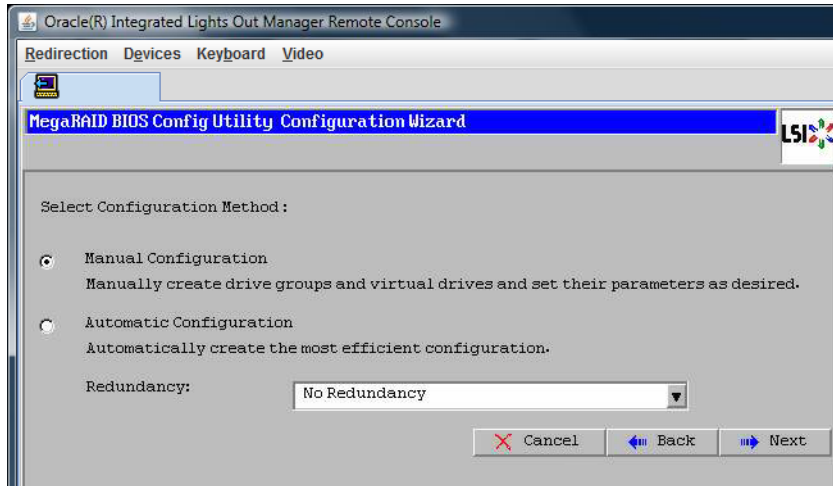 Oracle(R) Integrated Lights Out Manager Remote Console
Redirection Devices Keyboard Video
MegaRAID BIOS Config Utility Configuration Wizard
LSI
Select Configuration Method:
Manual Configuration
Manually create drive groups and virtual drives and set their parameters as desired.
Automatic Configuration
Automatically create the most efficient configuration.
Redundancy: No Redundancy
Cancel Back Next